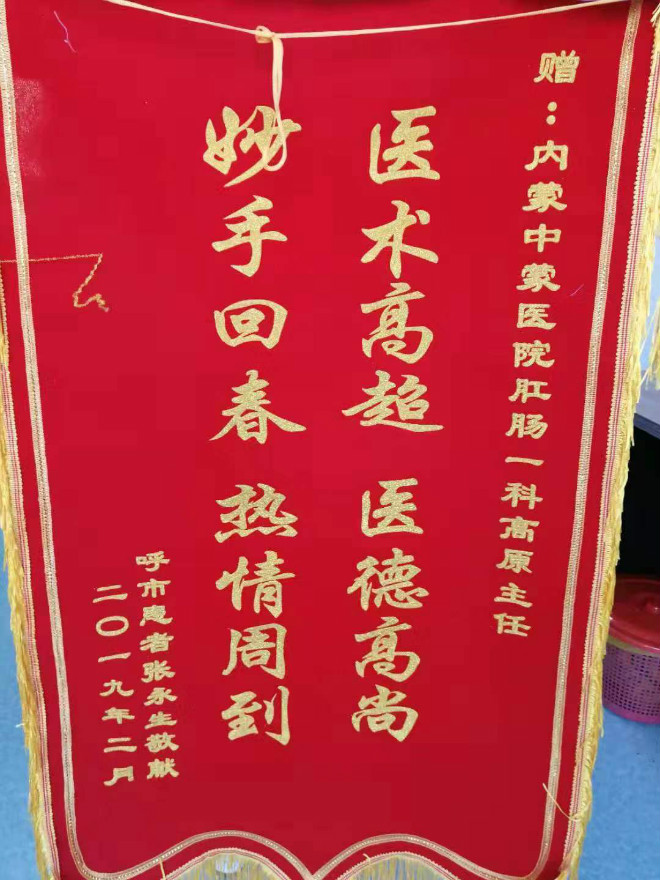 赠：内蒙中蒙医院肛肠一科高原主任
医术高超 医德高尚
妙手回春 热情周到
呼市患者张永生敬献
二〇一九年二月